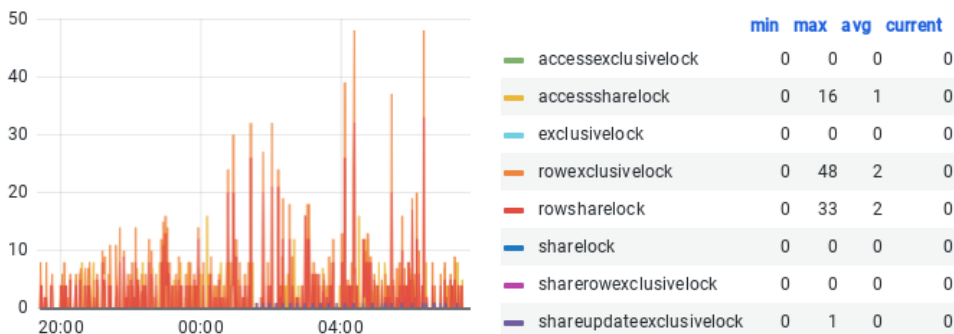 50
40
30
20
10
0
20:00 00:00 04:00
min max avg current
accessexclusivelock 0 0 0 0
accesssharelock 0 16 1 0
exclusivelock 0 0 0 0
rowexclusivelock 0 48 2 0
rowsharelock 0 33 2 0
sharelock 0 0 0 0
sharerowexclusivelock 0 0 0 0
shareupdateexclusivelock 0 1 0 0